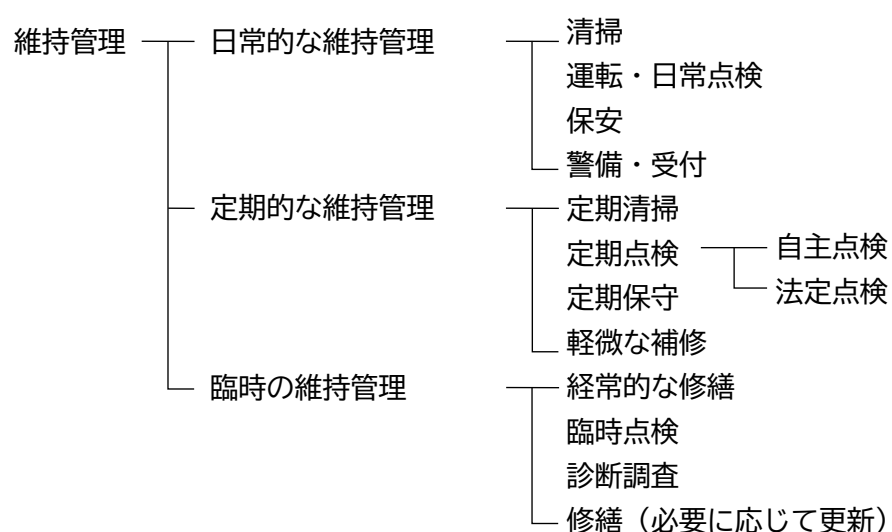 維持管理
日常的な維持管理
清掃
運転・日常点検
保安
警備・受付
定期的な維持管理
定期清掃
定期点検
自主点検
法定点検
定期保守
軽微な補修
臨時の維持管理
経常的な修繕
臨時点検
診断調査
修繕（必要に応じて更新）